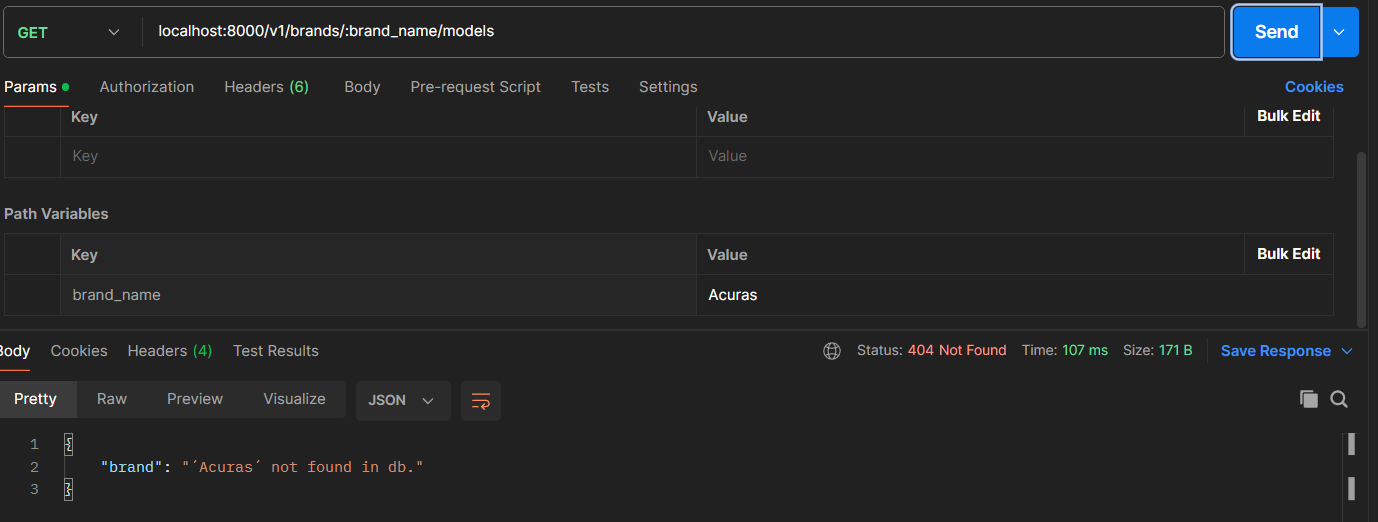 GET localhost:8000/v1/brands/:brand_name/models Send
Params Authorization Headers (6) Body Pre-request Script Tests Settings Cookies
Key Value Bulk Edit
Key Value
Path Variables
Key Value Bulk Edit
brand_name Acuras
Body Cookies Headers (4) Test Results Status: 404 Not Found Time: 107 ms Size: 171 B Save Response
Pretty Raw Preview Visualize JSON
1 {
2 "brand": "´Acuras´ not found in db."
3 }